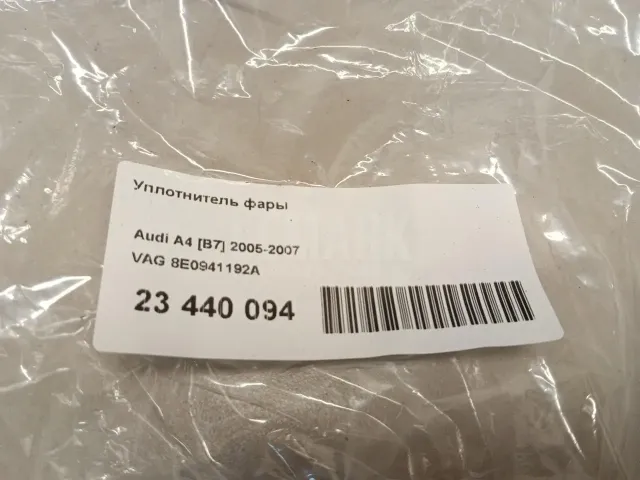 Уплотнитель фары
Audi A4 [B7] 2005-2007
VAG 8E0941192A
23 440 094